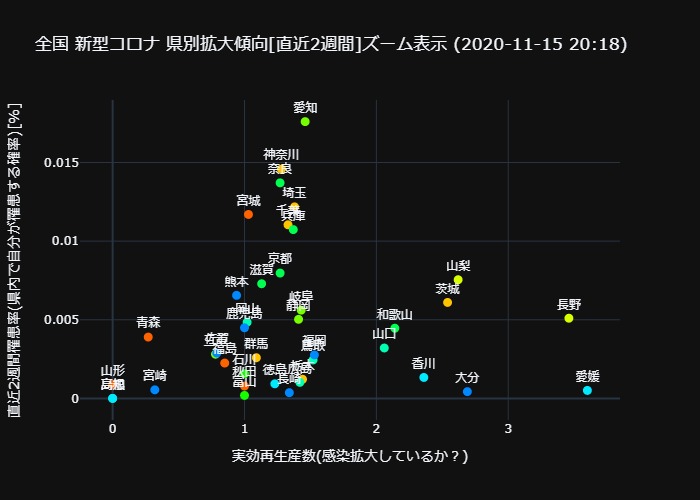 全国 新型コロナ 県別拡大傾向[直近2週間]ズーム表示 (2020-11-15 20:18)
直近2週間罹患率(県内で自分が罹患する確率)[%]
愛知
神奈川
0.015
奈良
埼玉
宮城
千葉
兵庫
京都
0.01
滋賀
山梨
熊本
茨城
岐阜
静岡
長野
岡山
鹿児島
和歌山
0.005
青森
山口
佐賀
福岡
鳥取
群馬
福島
石川
香川
山形
秋田
徳島
栃木
宮崎
長崎
大分
愛媛
富山
0
0
1
2
3
実効再生産数(感染拡大しているか？)